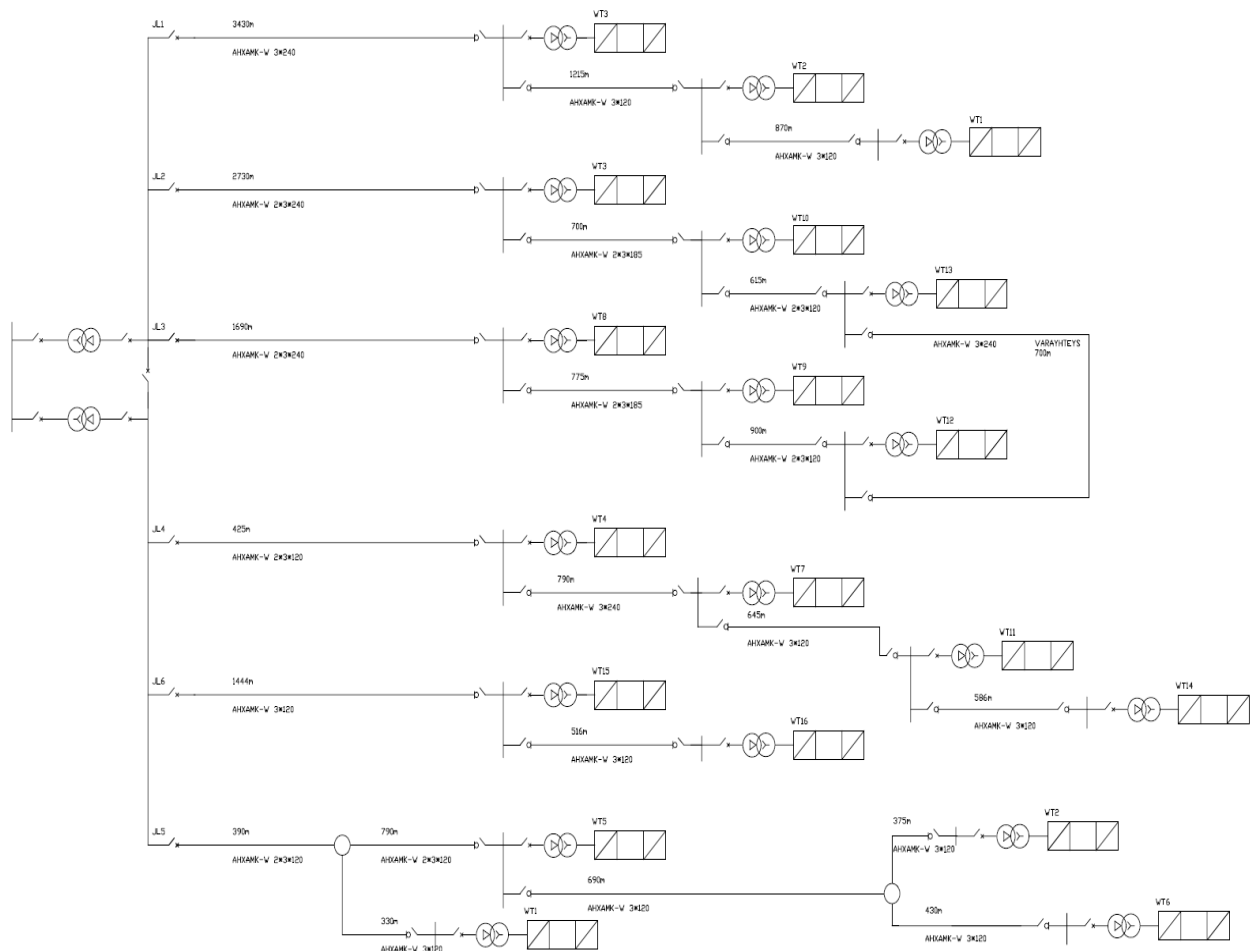 WT3
JL1
3430m
AHXAMK-W 3*240
WT2
1215m
AHXAMK-W 3*120
WT1
870m
AHXAMK-W 3*120
WT3
JL2
2730m
AHXAMK-W 2*3*240
WT10
700m
AHXAMK-W 2*3*185
WT13
615m
AHXAMK-W 2*3*120
WT8
JL3
1690m
AHXAMK-W 2*3*240
AHXAMK-W 3*240
VARAYHTEYS
700m
WT9
775m
AHXAMK-W 2*3*185
WT12
900m
AHXAMK-W 2*3*120
WT4
JL4
425m
AHXAMK-W 2*3*120
WT7
790m
AHXAMK-W 3*240
645m
AHXAMK-W 3*120
WT11
WT15
JL6
1444m
AHXAMK-W 3*120
WT14
586m
AHXAMK-W 3*120
WT16
516m
AHXAMK-W 3*120
WT5
JL5
390m
AHXAMK-W 2*3*120
790m
AHXAMK-W 2*3*120
WT2
375m
AHXAMK-W 3*120
690m
AHXAMK-W 3*120
WT6
430m
AHXAMK-W 3*120
WT1
330m
AHXAMK-W 3*120